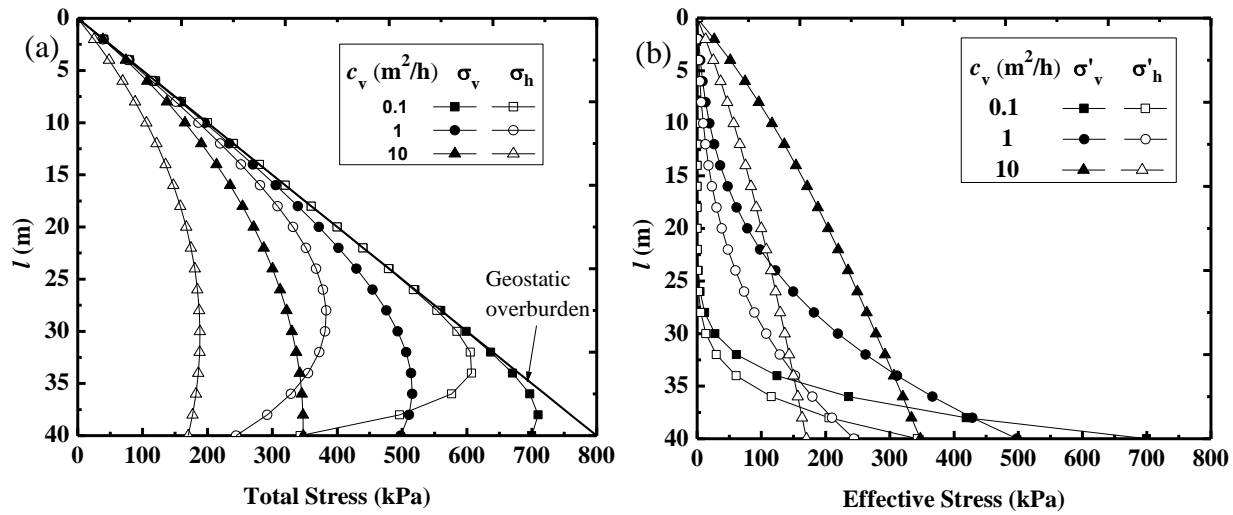 (a)
c_v (m²/h) σ_v σ_h
0.1
1
10
Geostatic
overburden
0
5
10
15
20
25
30
35
40
l (m)
0 100 200 300 400 500 600 700 800
Total Stress (kPa)
(b)
c_v (m²/h) σ'_v σ'_h
0.1
1
10
0
5
10
15
20
25
30
35
40
l (m)
0 100 200 300 400 500 600 700 800
Effective Stress (kPa)